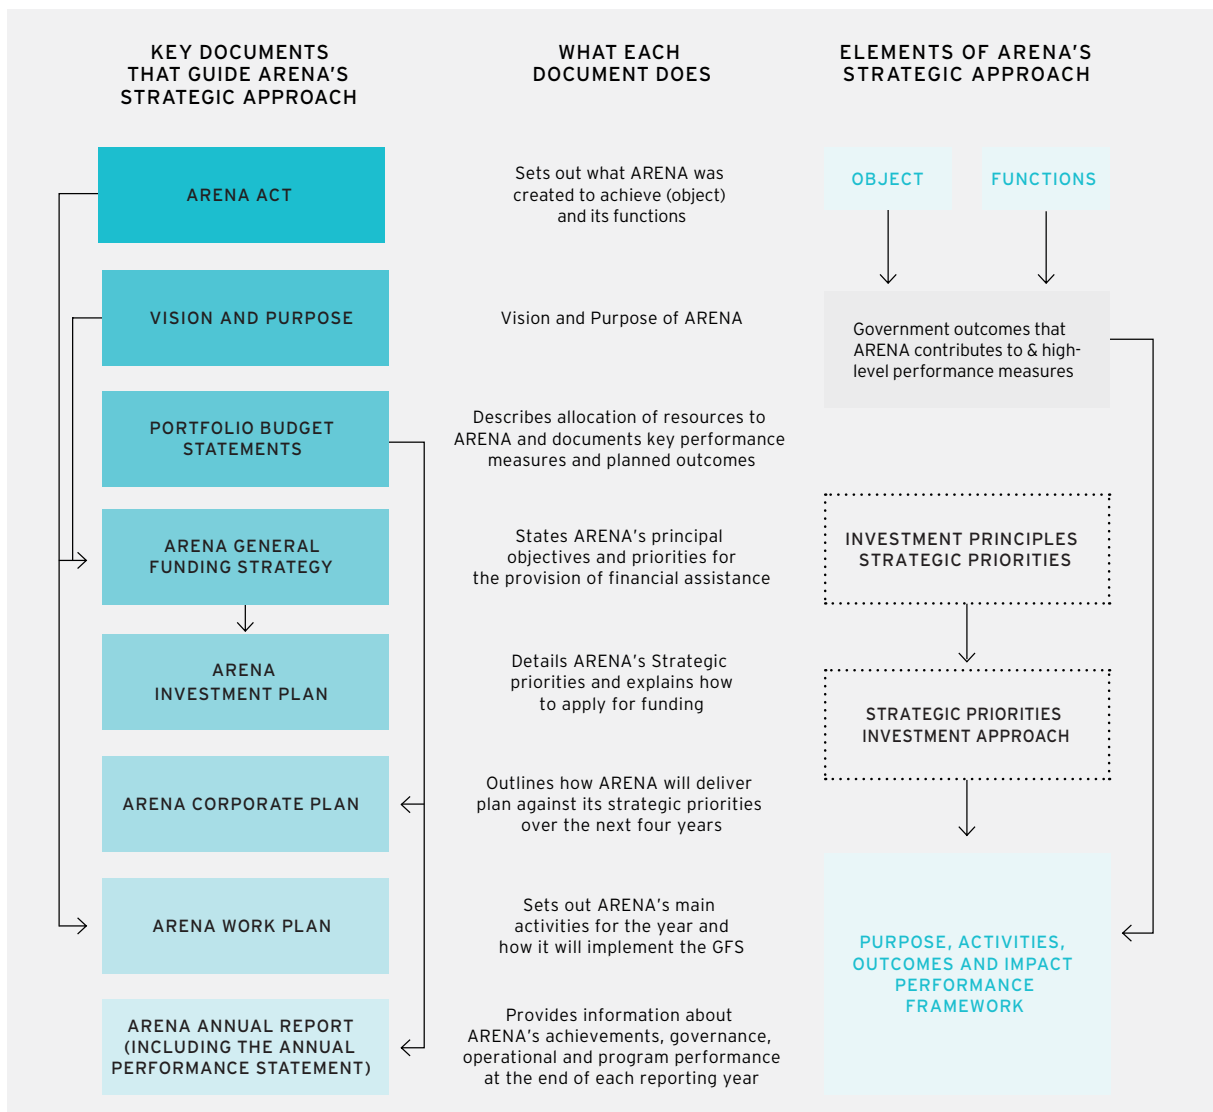 KEY DOCUMENTS
THAT GUIDE ARENA'S
STRATEGIC APPROACH
WHAT EACH
DOCUMENT DOES
ELEMENTS OF ARENA'S
STRATEGIC APPROACH
ARENA ACT
Sets out what ARENA was
created to achieve (object)
and its functions
OBJECT
FUNCTIONS
VISION AND PURPOSE
Vision and Purpose of ARENA
Government outcomes that
ARENA contributes to & high-
level performance measures
PORTFOLIO BUDGET
STATEMENTS
Describes allocation of resources to
ARENA and documents key performance
measures and planned outcomes
ARENA GENERAL
FUNDING STRATEGY
States ARENA's principal
objectives and priorities for
the provision of financial assistance
INVESTMENT PRINCIPLES
STRATEGIC PRIORITIES
ARENA
INVESTMENT PLAN
Details ARENA's Strategic
priorities and explains how
to apply for funding
STRATEGIC PRIORITIES
INVESTMENT APPROACH
ARENA CORPORATE PLAN
Outlines how ARENA will deliver
plan against its strategic priorities
over the next four years
ARENA WORK PLAN
Sets out ARENA's main
activities for the year and
how it will implement the GFS
PURPOSE, ACTIVITIES,
OUTCOMES AND IMPACT
PERFORMANCE
FRAMEWORK
ARENA ANNUAL REPORT
(INCLUDING THE ANNUAL
PERFORMANCE STATEMENT)
Provides information about
ARENA's achievements, governance,
operational and program performance
at the end of each reporting year